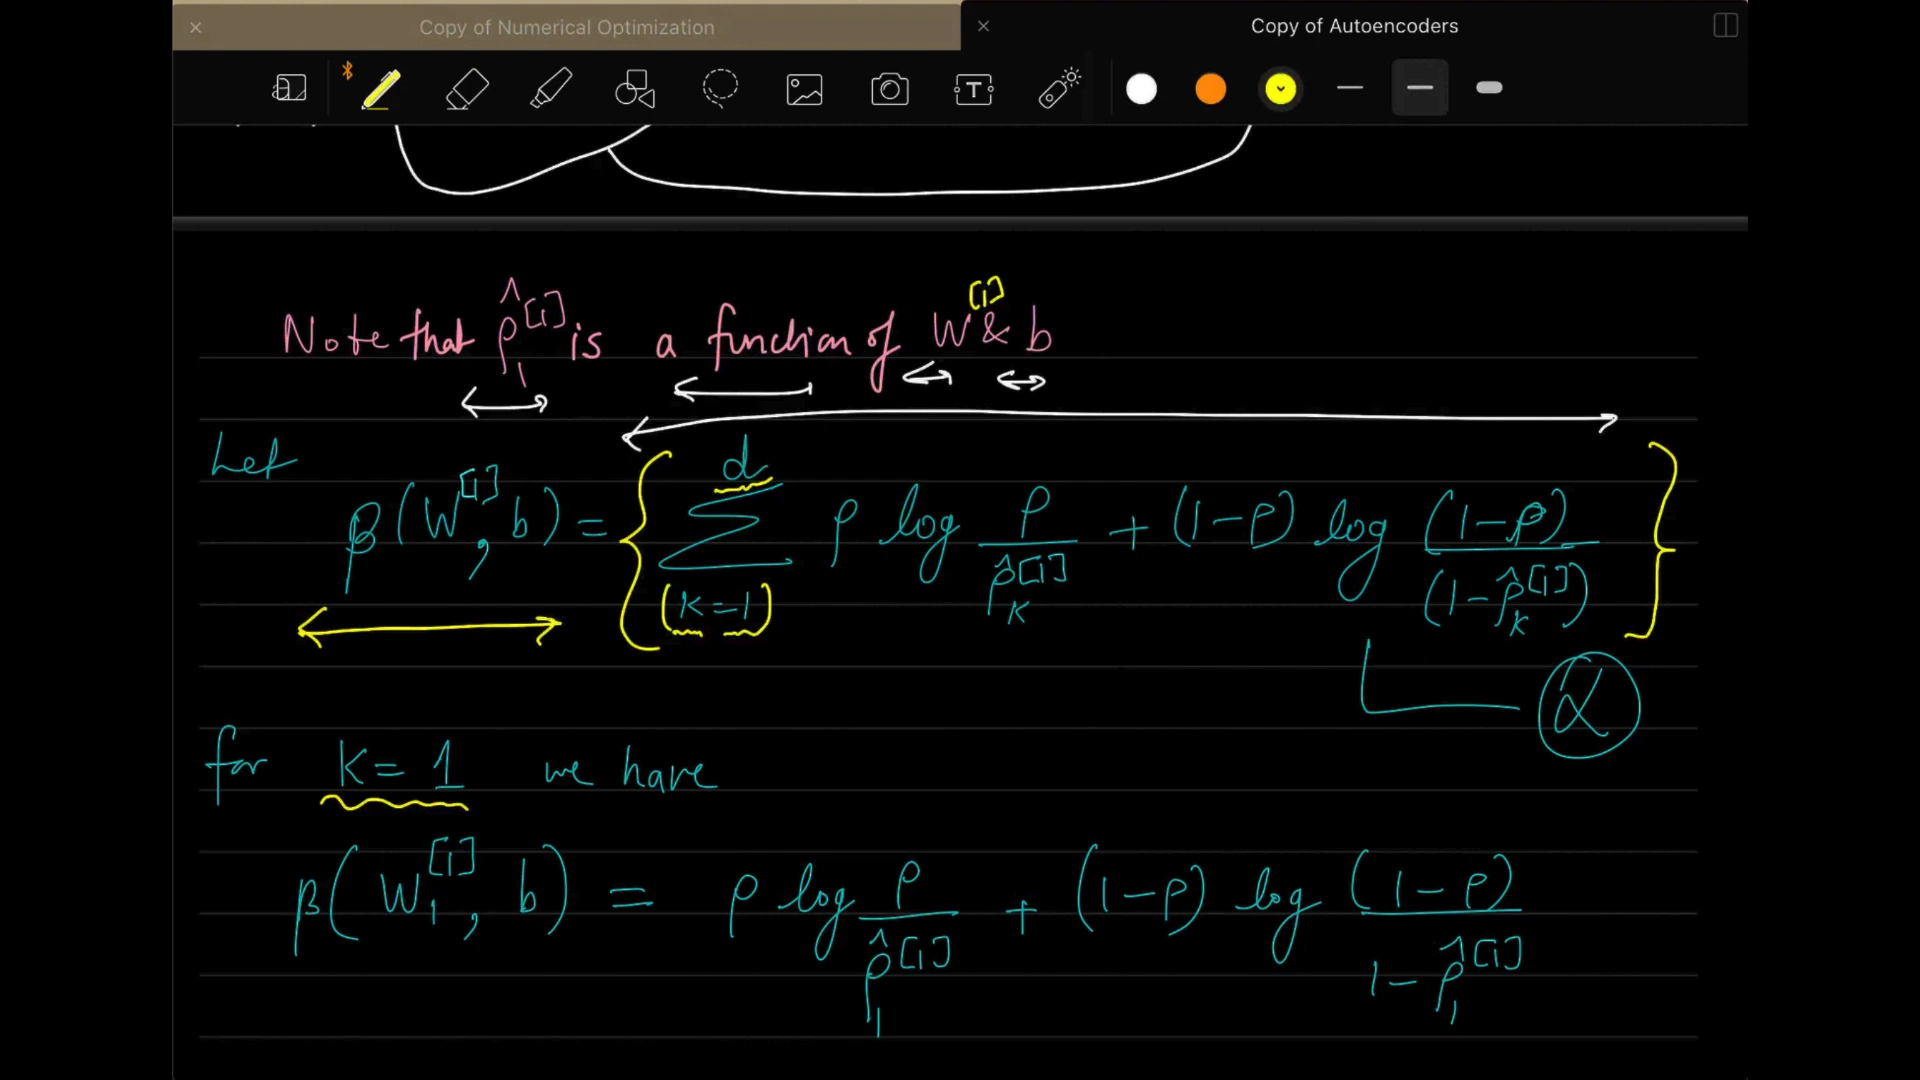 Copy of Numerical Optimization
Copy of Autoencoders
Note that ρ̂₁^[1] is a function of W^[1] & b
Let
β(W^[1], b) = { Σ_(k=1)^d ρ log ρ/ρ̂_k^[1] + (1-ρ) log (1-ρ)/(1-ρ̂_k^[1]) }
α
for K = 1 we have
β(W₁^[1], b) = ρ log ρ/ρ̂₁^[1] + (1-ρ) log (1-ρ)/1-ρ̂₁^[1]